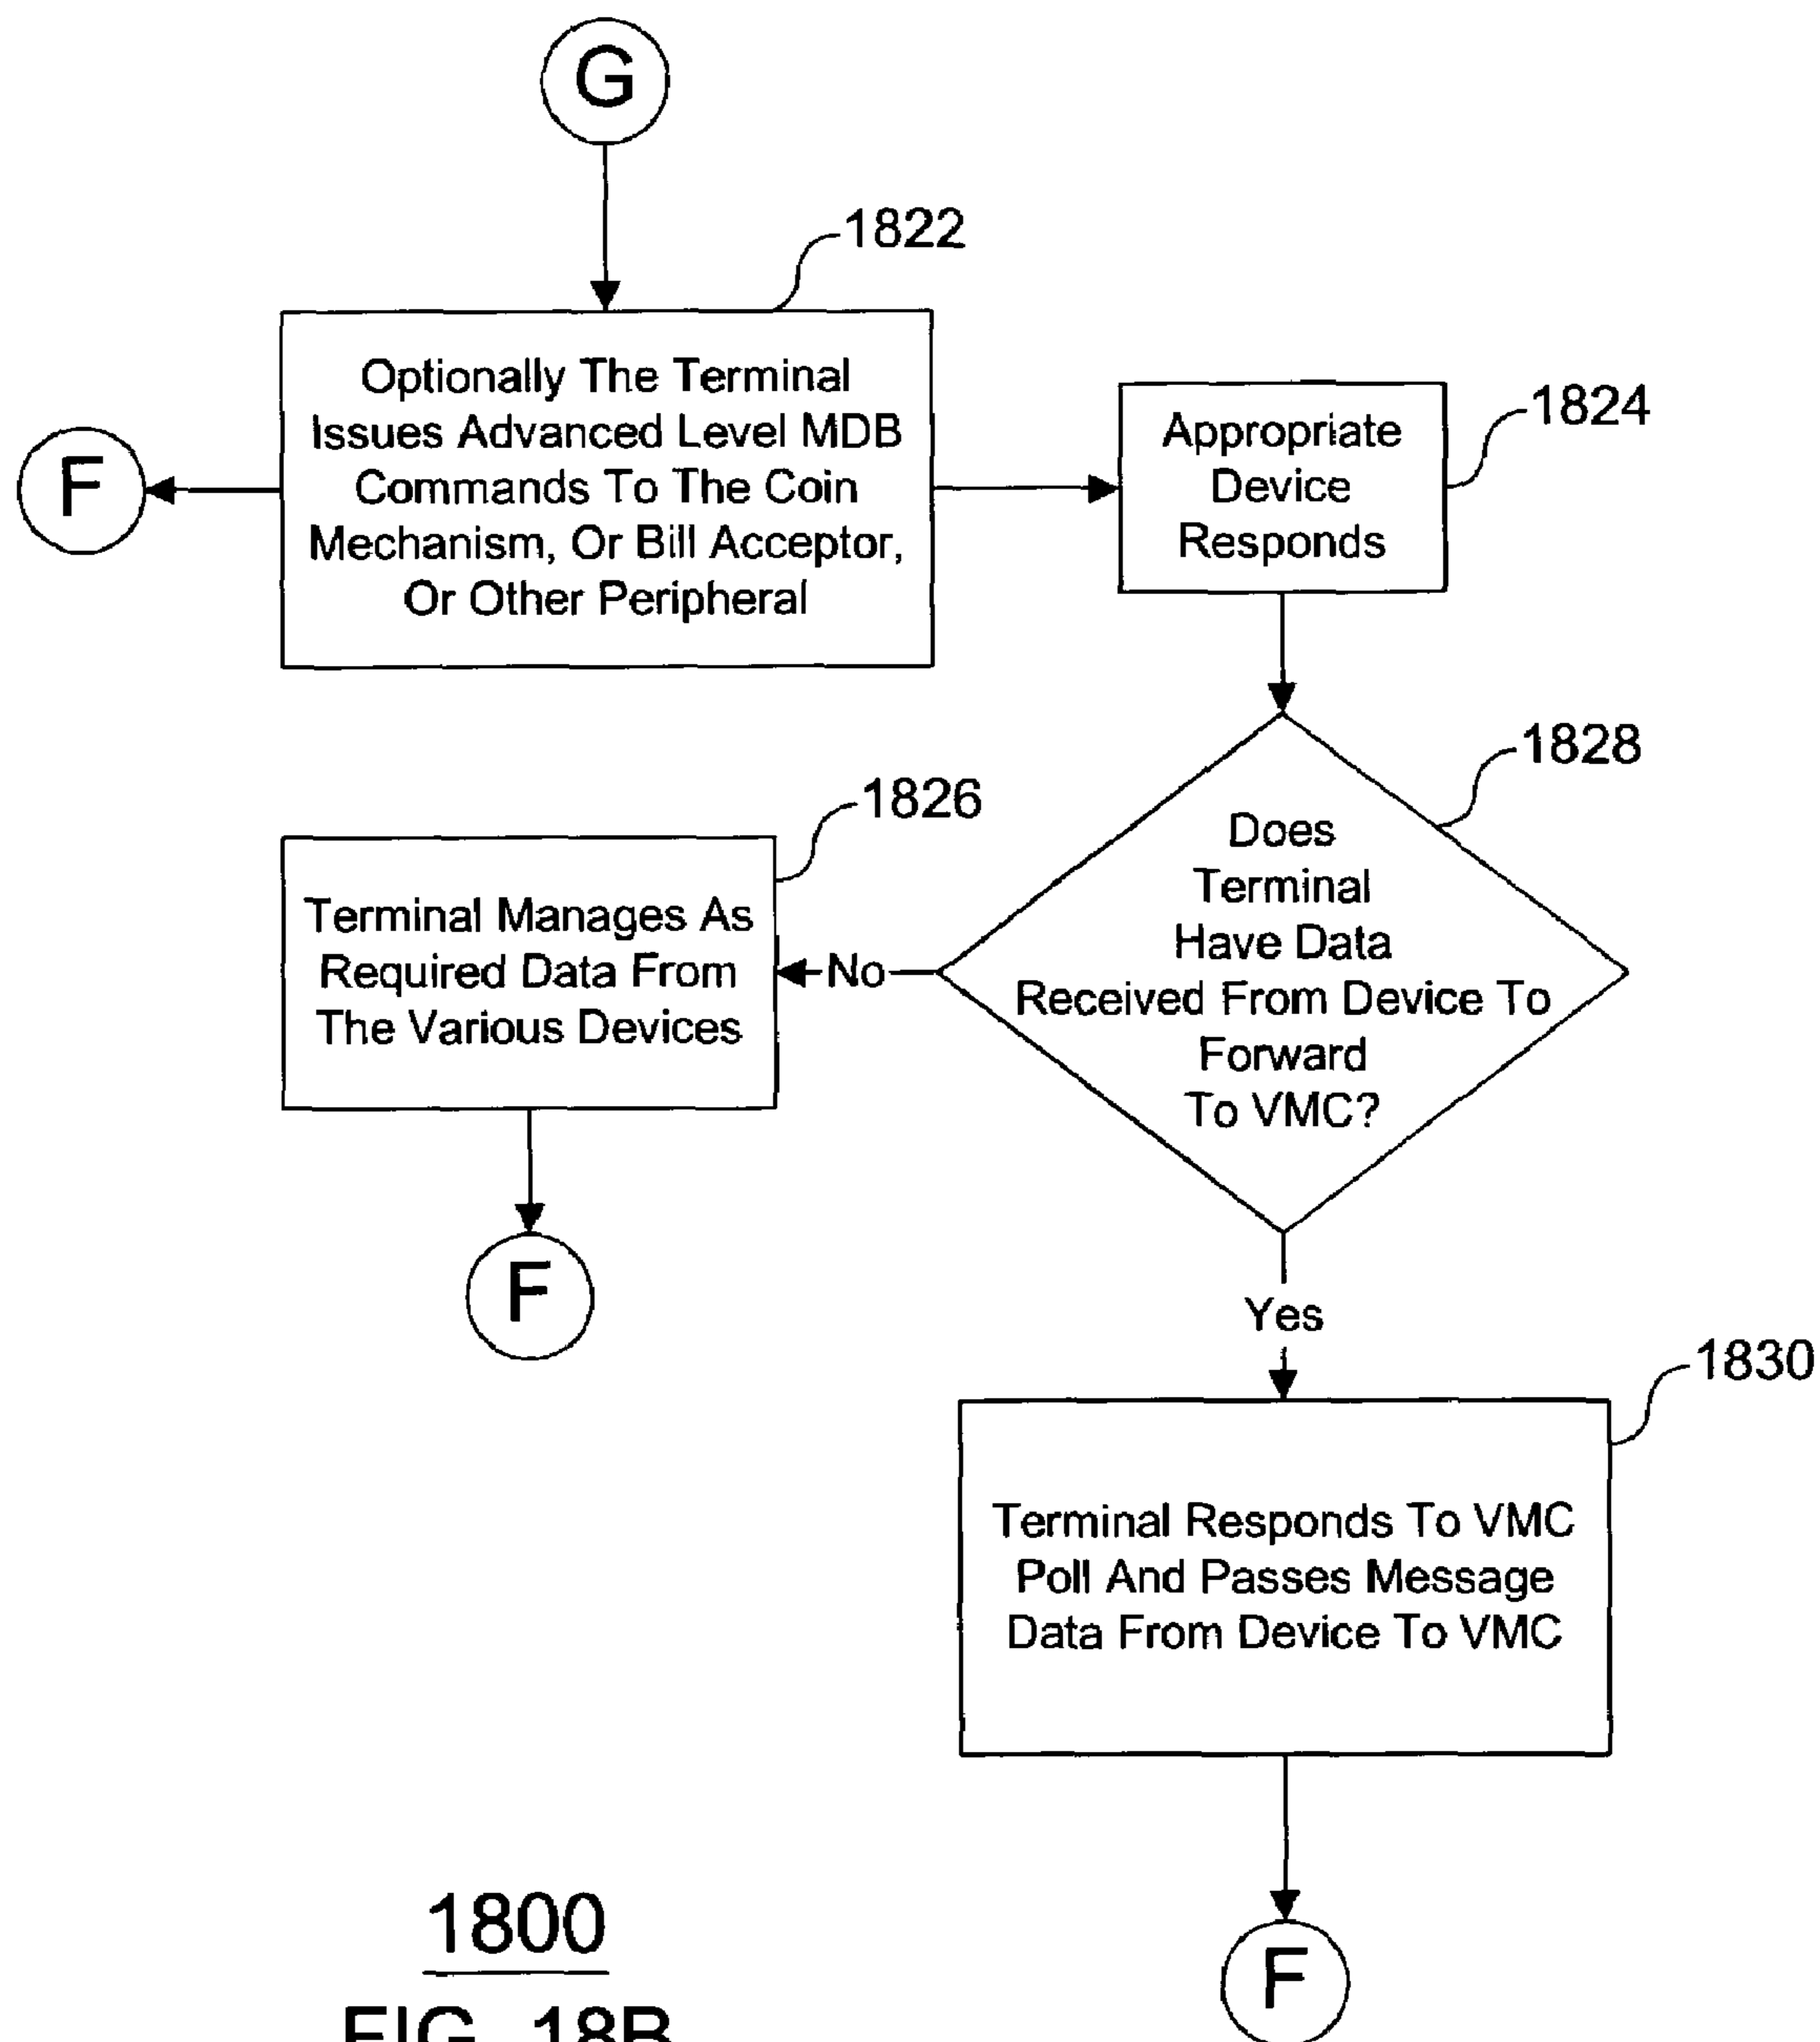 G
1822
Optionally The Terminal
Issues Advanced Level MDB
Commands To The Coin
Mechanism, Or Bill Acceptor,
Or Other Peripheral
F
1824
Appropriate
Device
Responds
1828
Does
Terminal
Have Data
Received From Device To
Forward
To VMC?
No
1826
Terminal Manages As
Required Data From
The Various Devices
F
Yes
1830
Terminal Responds To VMC
Poll And Passes Message
Data From Device To VMC
F
1800
FIG. 18B